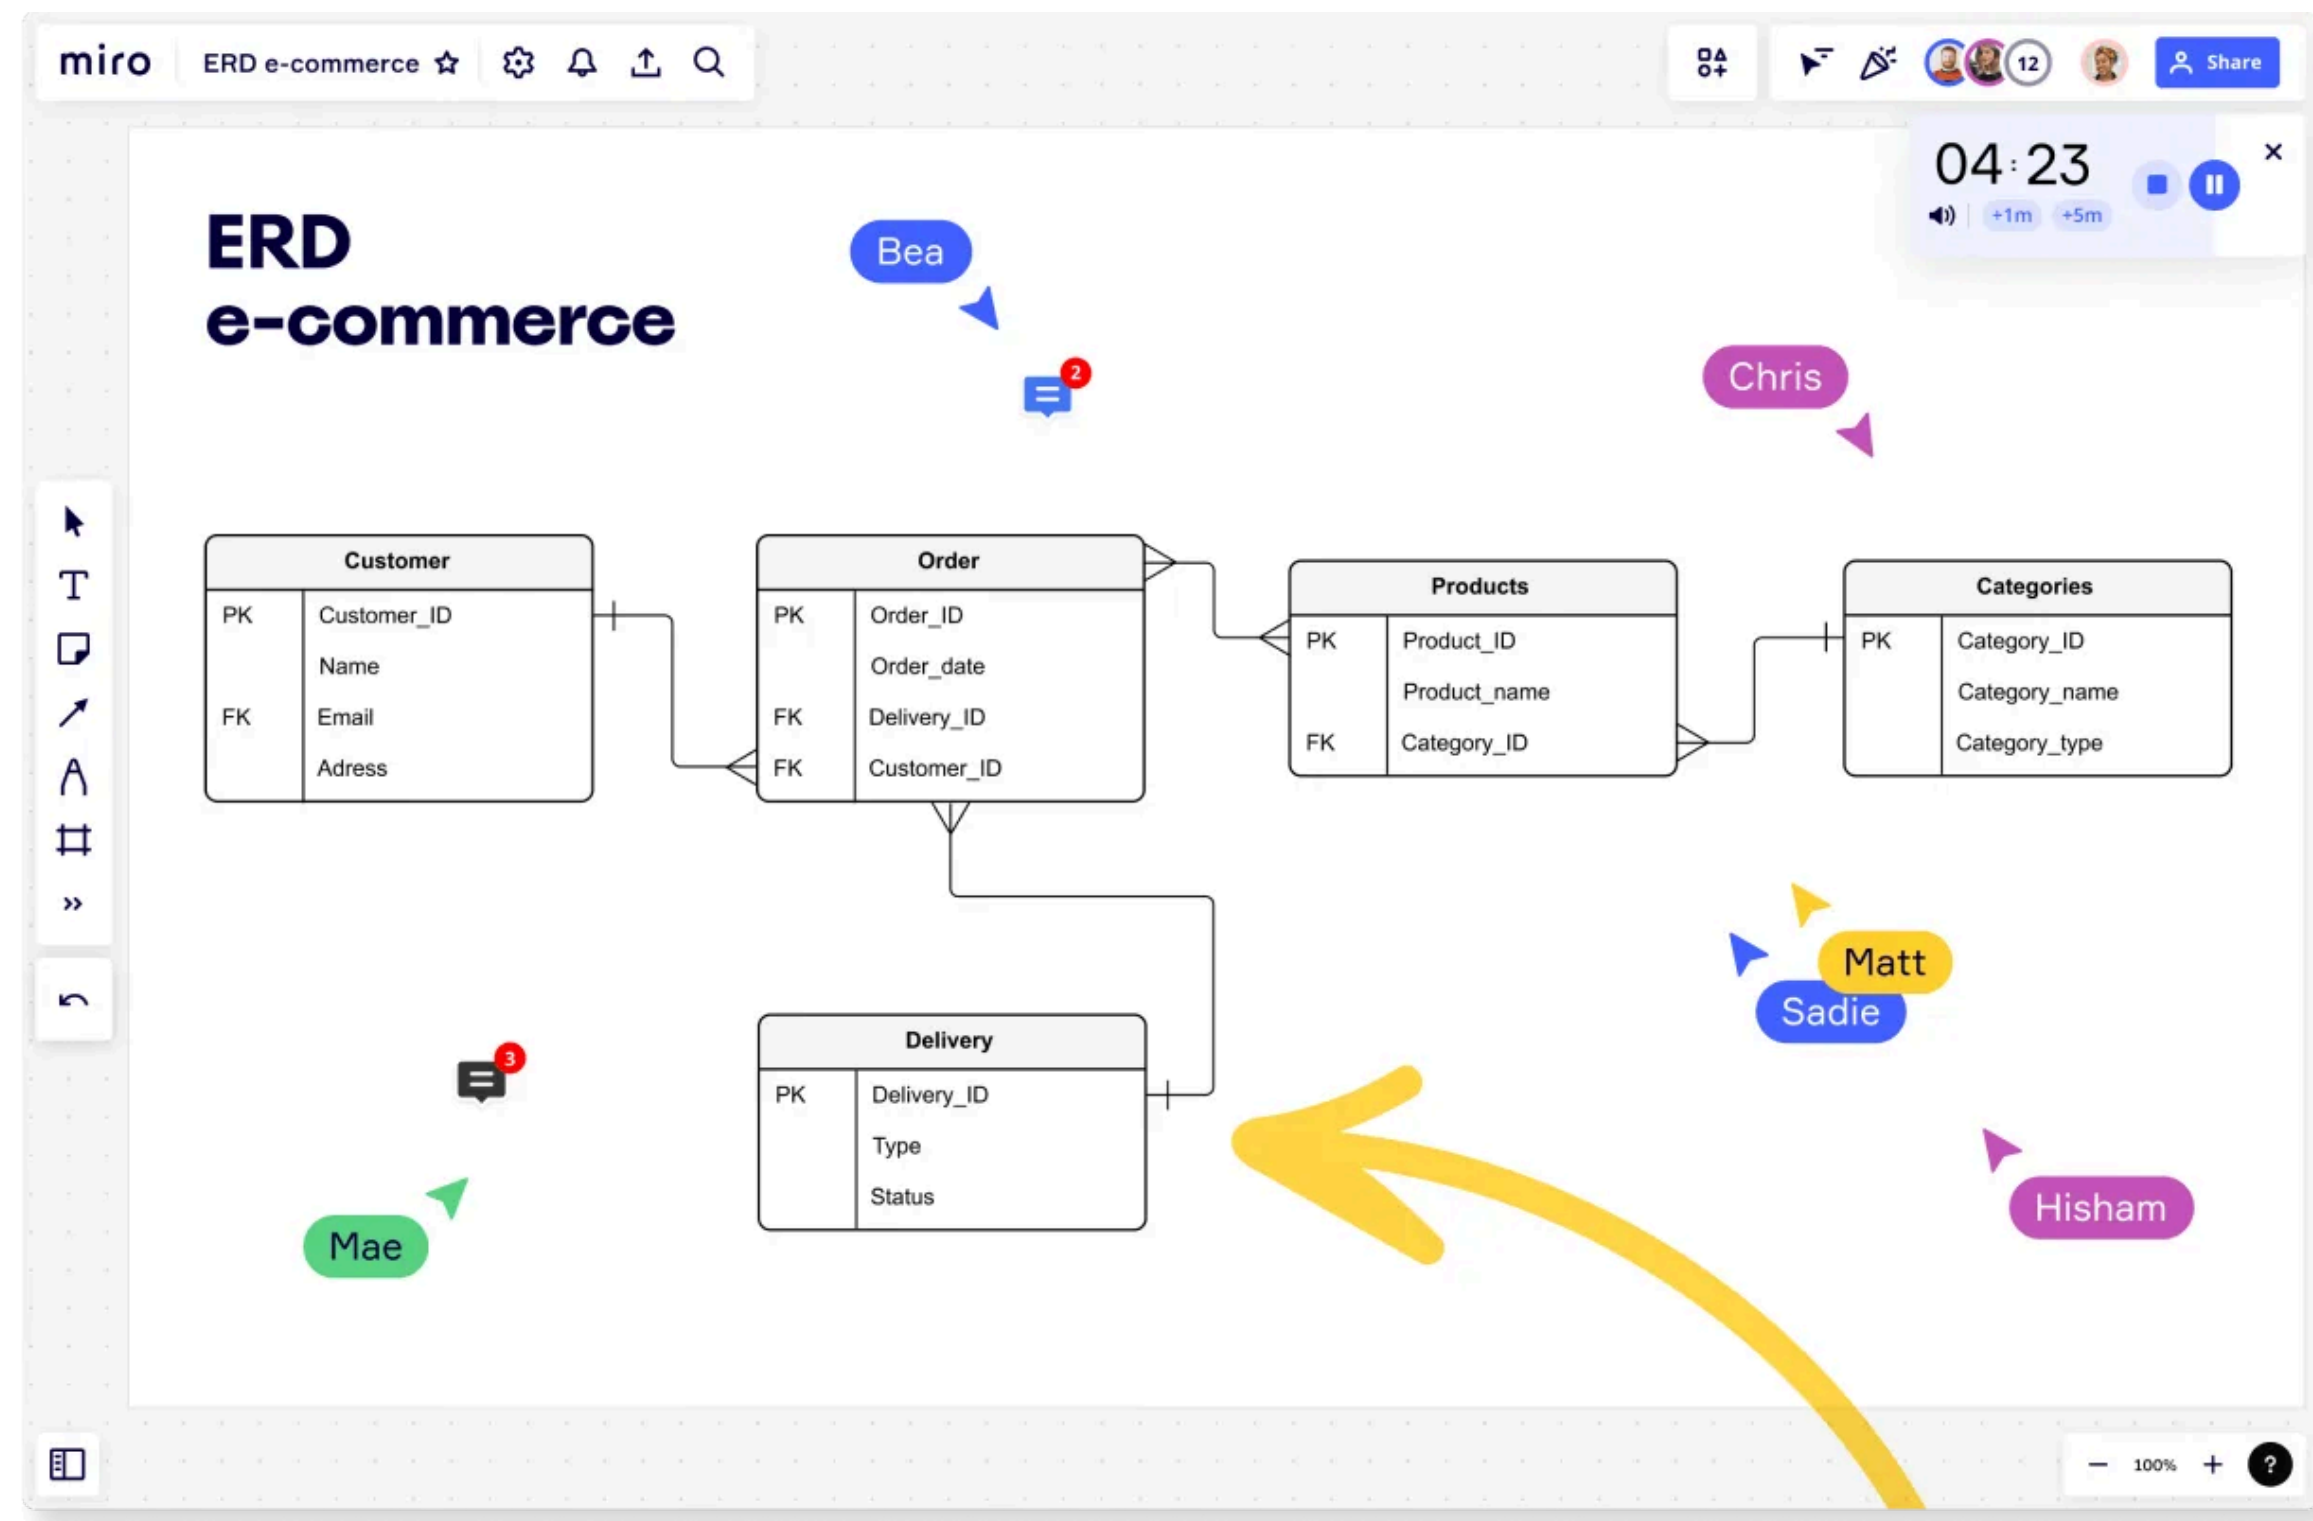 miro
ERD e-commerce
12
Share
04:23
+1m +5m
ERD
e-commerce
Bea
2
Chris
Customer
PK Customer_ID
Name
FK Email
Adress
Order
PK Order_ID
Order_date
FK Delivery_ID
FK Customer_ID
Products
PK Product_ID
Product_name
FK Category_ID
Categories
PK Category_ID
Category_name
Category_type
Matt
Sadie
3
Delivery
PK Delivery_ID
Type
Status
Mae
Hisham
100%
?